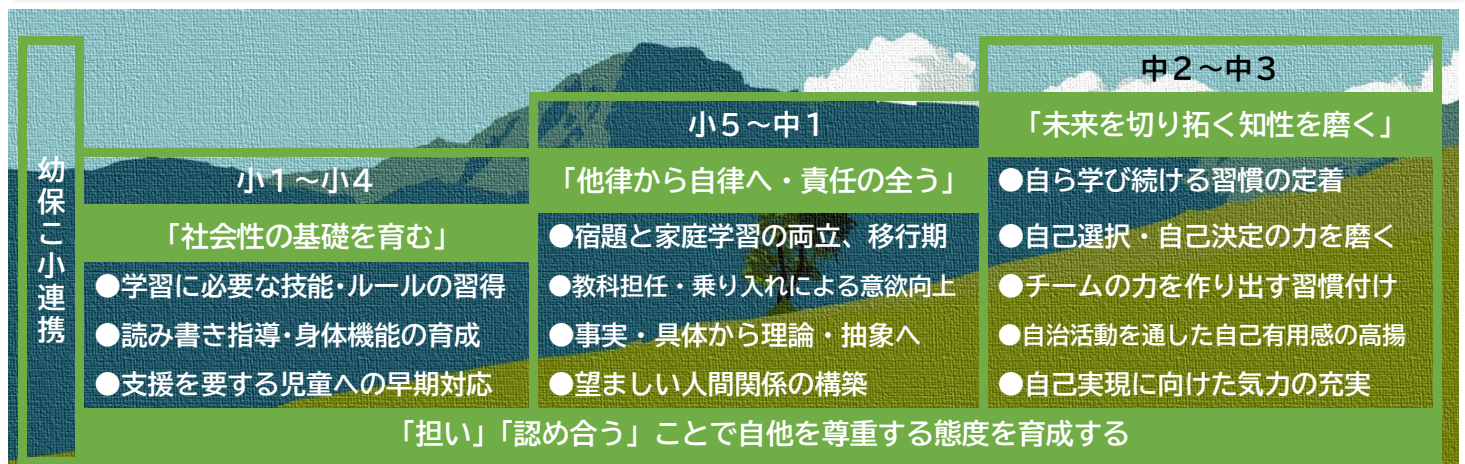 幼保こ小連携
小1～小4
「社会性の基礎を育む」
●学習に必要な技能・ルールの習得
●読み書き指導・身体機能の育成
●支援を要する児童への早期対応
小5～中1
「他律から自律へ・責任の全う」
●宿題と家庭学習の両立、移行期
●教科担任・乗り入れによる意欲向上
●事実・具体から理論・抽象へ
●望ましい人間関係の構築
中2～中3
「未来を切り拓く知性を磨く」
●自ら学び続ける習慣の定着
●自己選択・自己決定の力を磨く
●チームの力を作り出す習慣付け
●自治活動を通した自己有用感の高揚
●自己実現に向けた気力の充実
「担い」「認め合う」ことで自他を尊重する態度を育成する